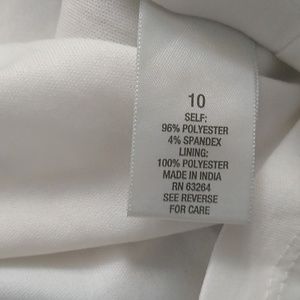 10
SELF:
96% POLYESTER
4% SPANDEX
LINING:
100% POLYESTER
MADE IN INDIA
RN 63264
SEE REVERSE
FOR CARE